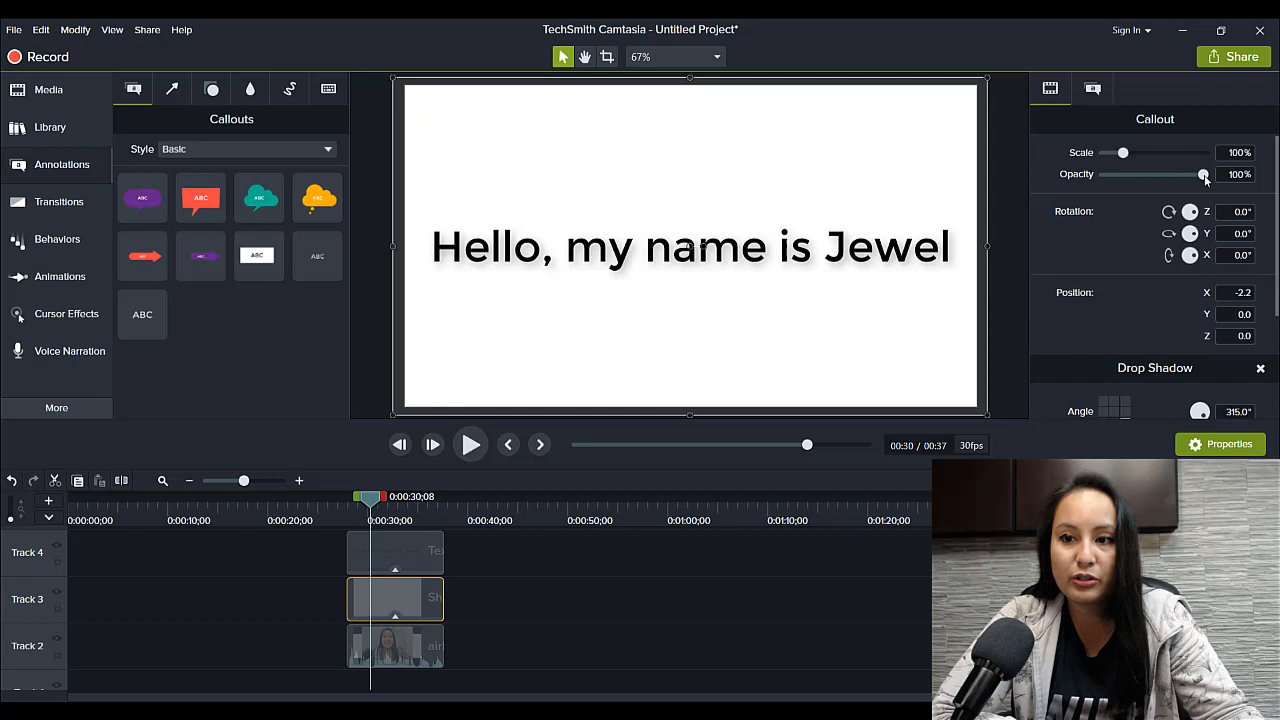 TechSmith Camtasia - Untitled Project*
File Edit Modify View Share Help
Sign In
Record
67%
Share
Media
Library
Annotations
Transitions
Behaviors
Animations
Cursor Effects
Voice Narration
More
Callouts
Style Basic
ABC
ABC
ABC
ABC
ABC
ABC
ABC
Hello, my name is Jewel
Callout
Scale 100%
Opacity 100%
Rotation: Z 0.0°
Y 0.0°
X 0.0°
Position: X -2.2
Y 0.0
Z 0.0
Drop Shadow
Angle 315.0°
00:30 / 00:37 30fps
Properties
0:00:30;08
0:00:00;00 0:00:10;00 0:00:20;00 0:00:30;00 0:00:40;00 0:00:50;00 0:01:00;00 0:01:10;00 0:01:20;00
Track 4
Track 3
Track 2